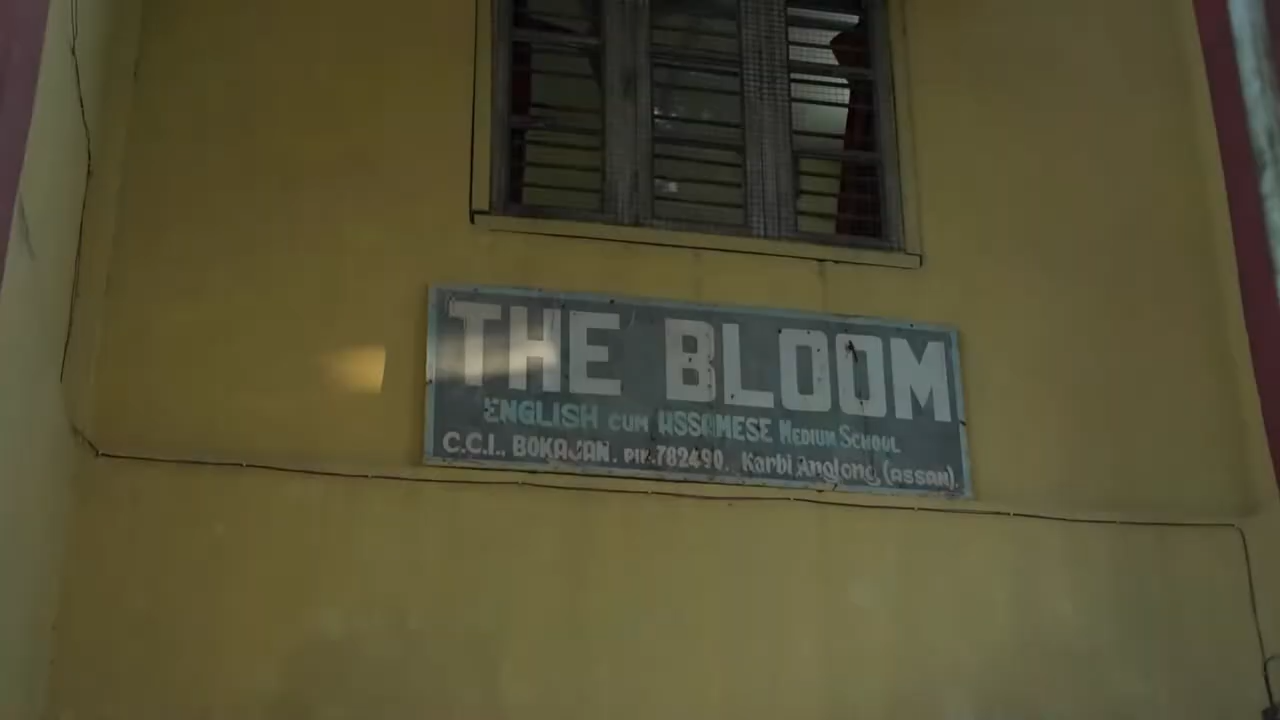 THE BLOOM
ENGLISH CUM ASSAMESE MEDIUM SCHOOL
C.C.I., BOKAJAN. PIN.782490. Karbi Anglong (ASSAM).